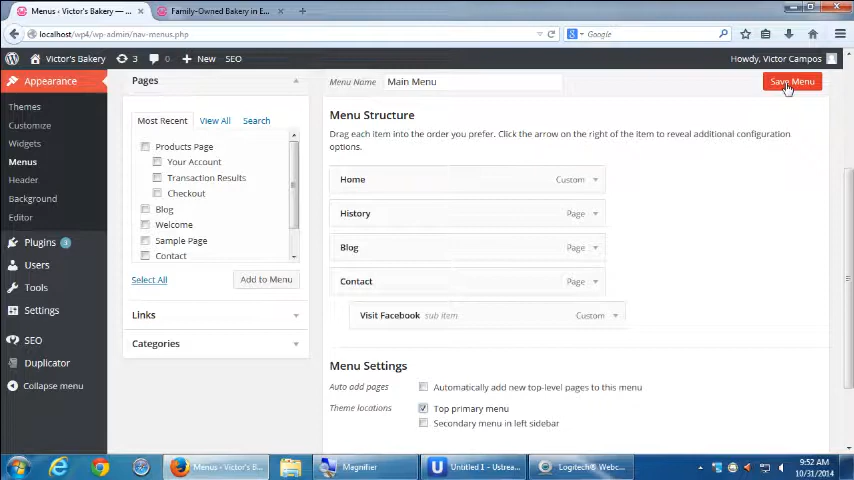 Menus ‹ Victor's Bakery — ... ×
Family-Owned Bakery in E... ×
+
localhost/wp4/wp-admin/nav-menus.php
Google
Victor's Bakery
3
0
+ New
SEO
Howdy, Victor Campos
Appearance
Themes
Customize
Widgets
Menus
Header
Background
Editor
Plugins 3
Users
Tools
Settings
SEO
Duplicator
Collapse menu
Pages
Most Recent
View All
Search
Products Page
Your Account
Transaction Results
Checkout
Blog
Welcome
Sample Page
Contact
Select All
Add to Menu
Links
Categories
Menu Name
Main Menu
Save Menu
Menu Structure
Drag each item into the order you prefer. Click the arrow on the right of the item to reveal additional configuration
options.
Home
Custom
History
Page
Blog
Page
Contact
Page
Visit Facebook sub item
Custom
Menu Settings
Auto add pages
Automatically add new top-level pages to this menu
Theme locations
Top primary menu
Secondary menu in left sidebar
Menus ‹ Victor's B...
Magnifier
Untitled 1 - Ustrea...
Logitech® Webc...
9:52 AM
10/31/2014